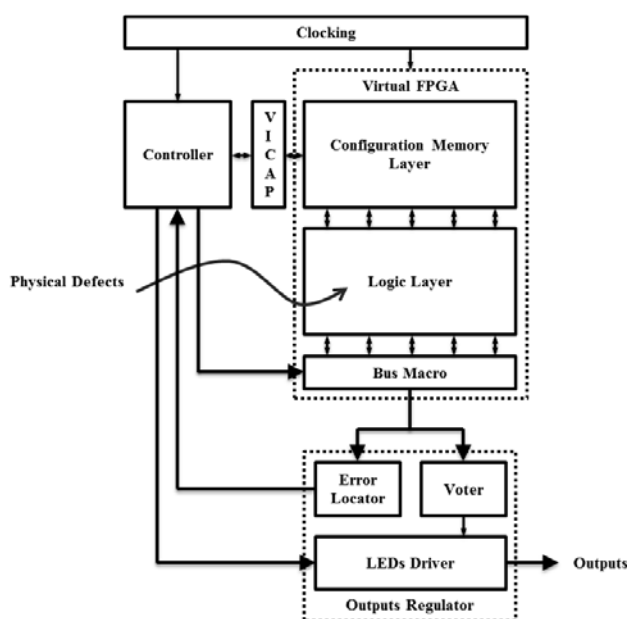 Clocking
Virtual FPGA
Controller
V
I
C
A
P
Configuration Memory
Layer
Physical Defects
Logic Layer
Bus Macro
Error
Locator
Voter
LEDs Driver
Outputs
Outputs Regulator